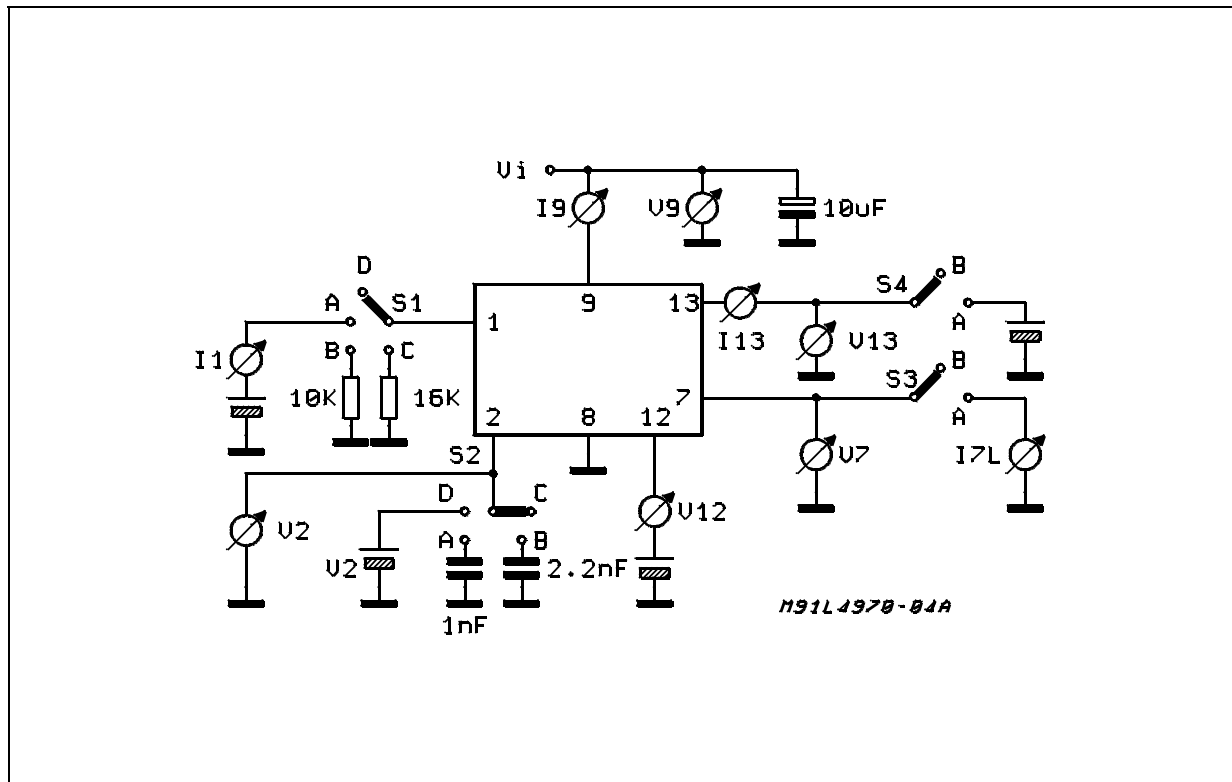 Vi
I9
V9
10uF
D
A
S1
B
C
I1
10K
16K
1
9
13
2
8
12
7
I13
V13
S4
B
A
S3
B
A
V7
I7L
S2
V2
D
C
V2
A
B
1nF
2.2nF
V12
M91L4970-04A